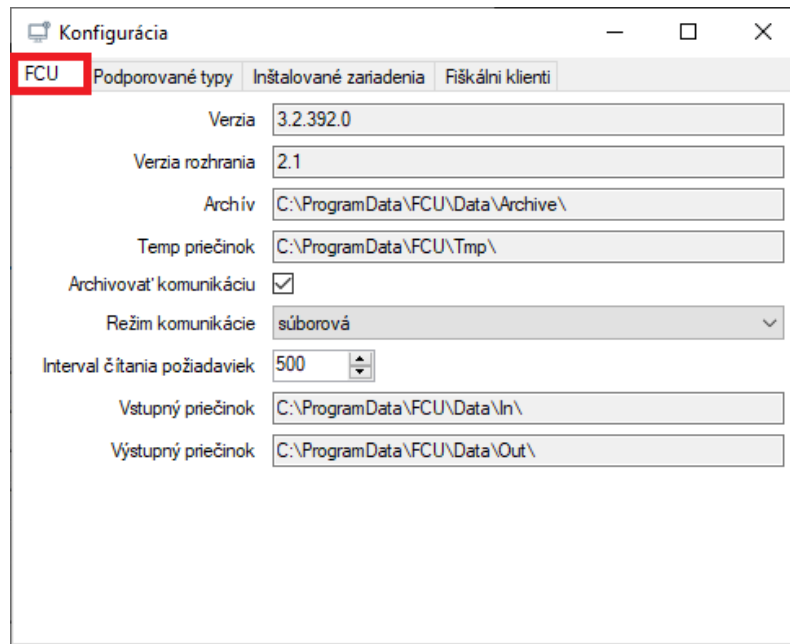 Konfigurácia
FCU Podporované typy Inštalované zariadenia Fiškálni klienti
Verzia 3.2.392.0
Verzia rozhrania 2.1
Archív C:\ProgramData\FCU\Data\Archive\
Temp priečinok C:\ProgramData\FCU\Tmp\
Archivovať komunikáciu
Režim komunikácie súborová
Interval čítania požiadaviek 500
Vstupný priečinok C:\ProgramData\FCU\Data\In\
Výstupný priečinok C:\ProgramData\FCU\Data\Out\